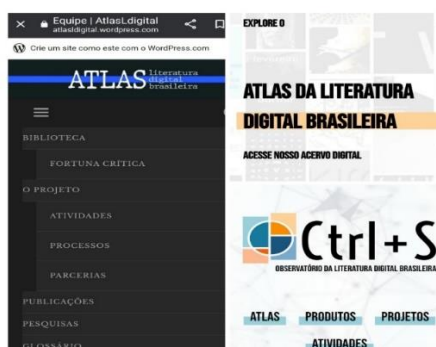 Equipe | AtlasLdigital
atlasldigital.wordpress.com
Crie um site como este com o WordPress.com
ATLAS literatura
digital
brasileira
BIBLIOTECA
FORTUNA CRÍTICA
O PROJETO
ATIVIDADES
PROCESSOS
PARCERIAS
PUBLICAÇÕES
PESQUISAS
GLOSSÁRIO
EXPLORE O
ATLAS DA LITERATURA
DIGITAL BRASILEIRA
ACESSE NOSSO ACERVO DIGITAL
Ctrl+S
OBSERVATÓRIO DA LITERATURA DIGITAL BRASILEIRA
ATLAS PRODUTOS PROJETOS
ATIVIDADES